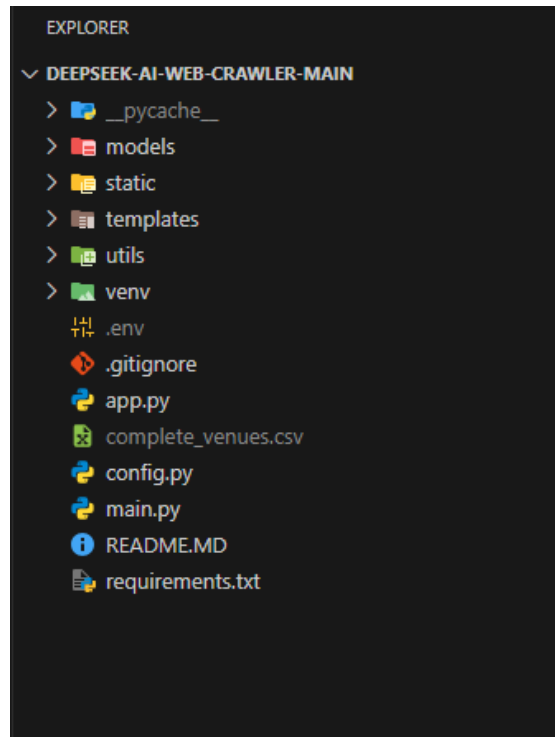 EXPLORER
DEEPSEEK-AI-WEB-CRAWLER-MAIN
__pycache__
models
static
templates
utils
venv
.env
.gitignore
app.py
complete_venues.csv
config.py
main.py
README.MD
requirements.txt